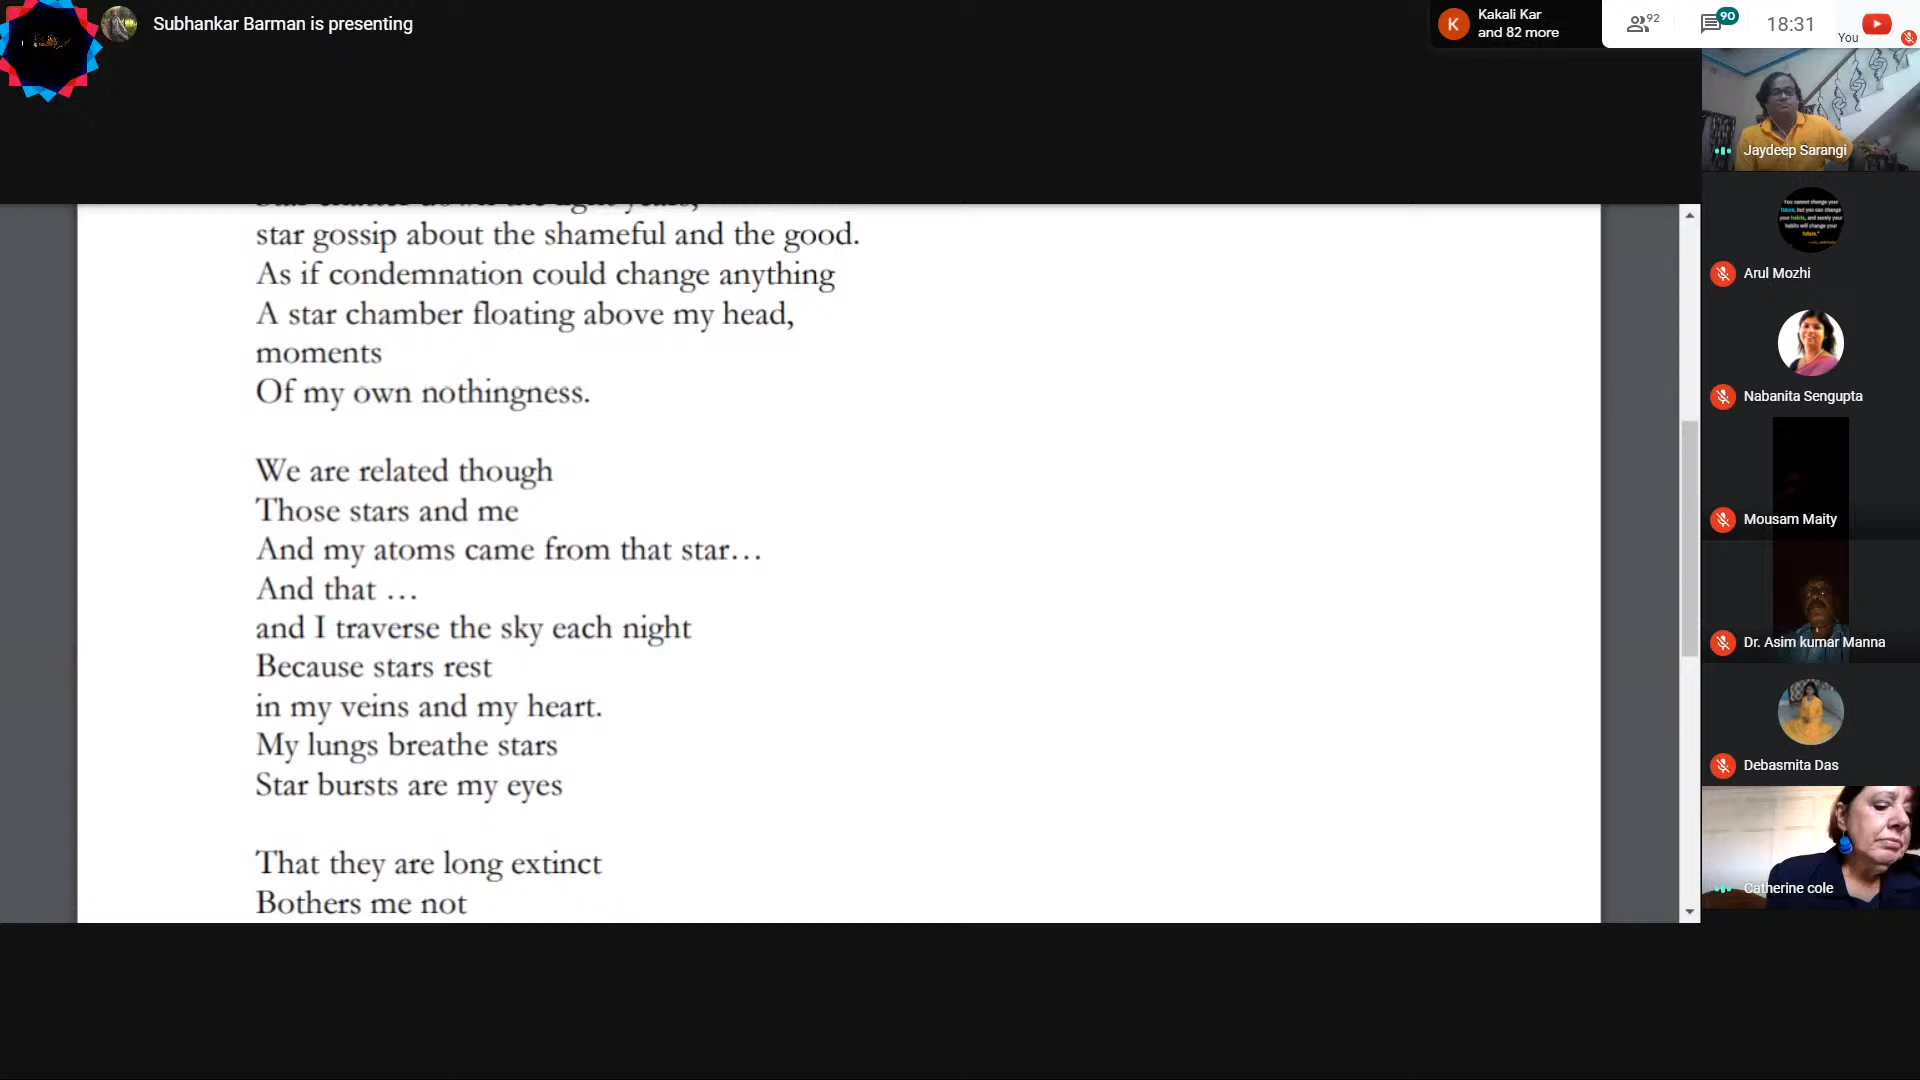 Subhankar Barman is presenting
K
Kakali Kar
and 82 more
92
90
18:31
You
Jaydeep Sarangi
Arul Mozhi
Nabanita Sengupta
Mousam Maity
Dr. Asim kumar Manna
Debasmita Das
Catherine cole
star gossip about the shameful and the good.
As if condemnation could change anything
A star chamber floating above my head,
moments
Of my own nothingness.
We are related though
Those stars and me
And my atoms came from that star…
And that …
and I traverse the sky each night
Because stars rest
in my veins and my heart.
My lungs breathe stars
Star bursts are my eyes
That they are long extinct
Bothers me not